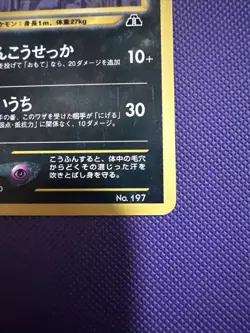 ケモン：身長1m、体重27kg
んこうせっか
を投げて「おもて」なら、20ダメージを追加
10+
いうち
手の番、このワザを受けた相手が「にげる」
弱点・抵抗力」に関係なく、10ダメージ。
30
こうふんすると、体中の毛穴
からどくその混じった汗を
吹きとばし身を守る。
No.197